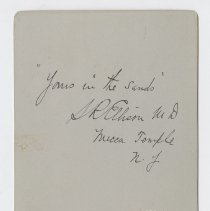 "Yours in the sands"
S R Ellison M D
Mecca Temple
N. Y.